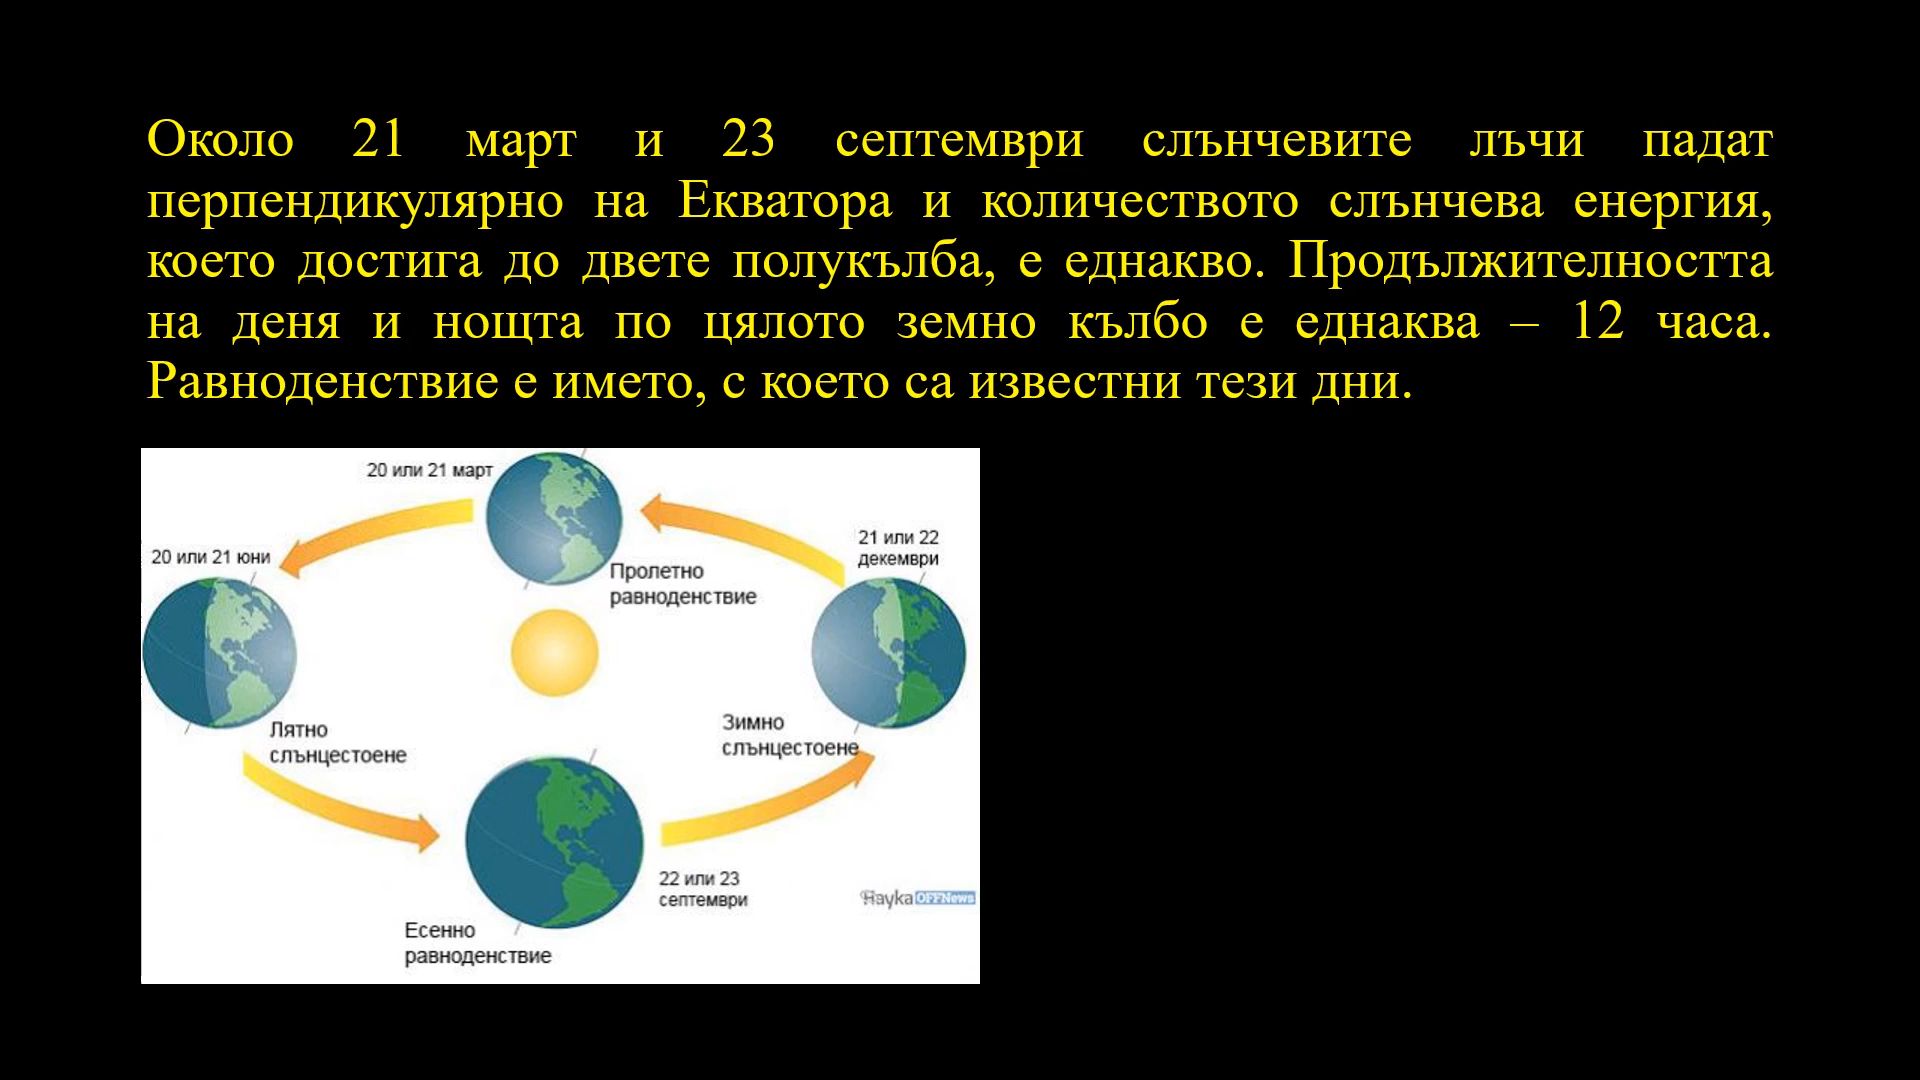 Около 21 март и 23 септември слънчевите лъчи падат
перпендикулярно на Екватора и количеството слънчева енергия,
което достига до двете полукълба, е еднакво. Продължителността
на деня и нощта по цялото земно кълбо е еднаква – 12 часа.
Равноденствие е името, с което са известни тези дни.
20 или 21 март
Пролетно
равноденствие
21 или 22
декември
20 или 21 юни
Лятно
слънцестоене
Зимно
слънцестоене
22 или 23
септември
Есенно
равноденствие
Наука OFFNews